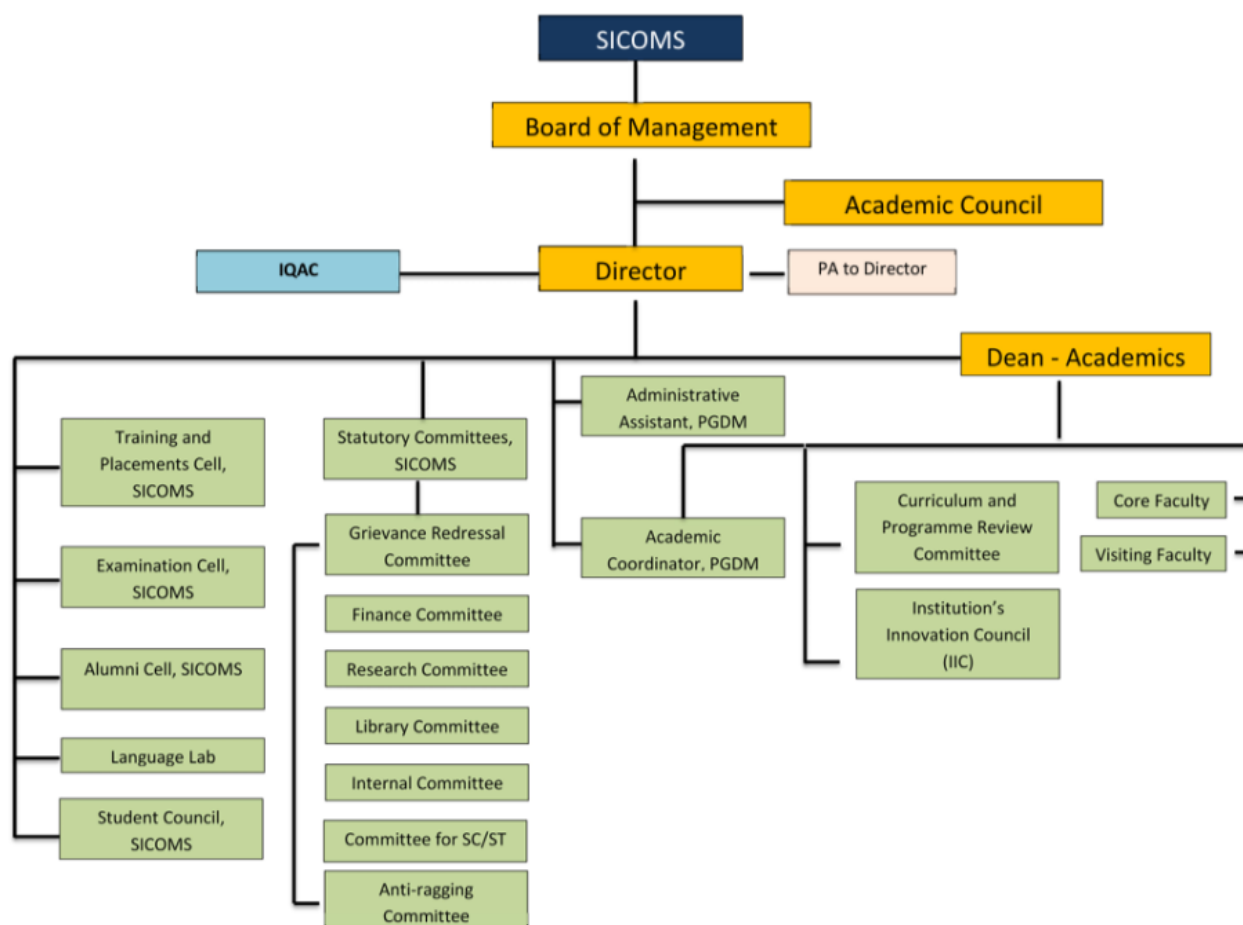 SICOMS
Board of Management
Academic Council
IQAC
Director
PA to Director
Dean - Academics
Administrative
Assistant, PGDM
Training and
Placements Cell,
SICOMS
Statutory Committees,
SICOMS
Grievance Redressal
Committee
Academic
Coordinator, PGDM
Curriculum and
Programme Review
Committee
Core Faculty
Visiting Faculty
Examination Cell,
SICOMS
Finance Committee
Institution’s
Innovation Council
(IIC)
Alumni Cell, SICOMS
Research Committee
Library Committee
Language Lab
Internal Committee
Student Council,
SICOMS
Committee for SC/ST
Anti-ragging
Committee